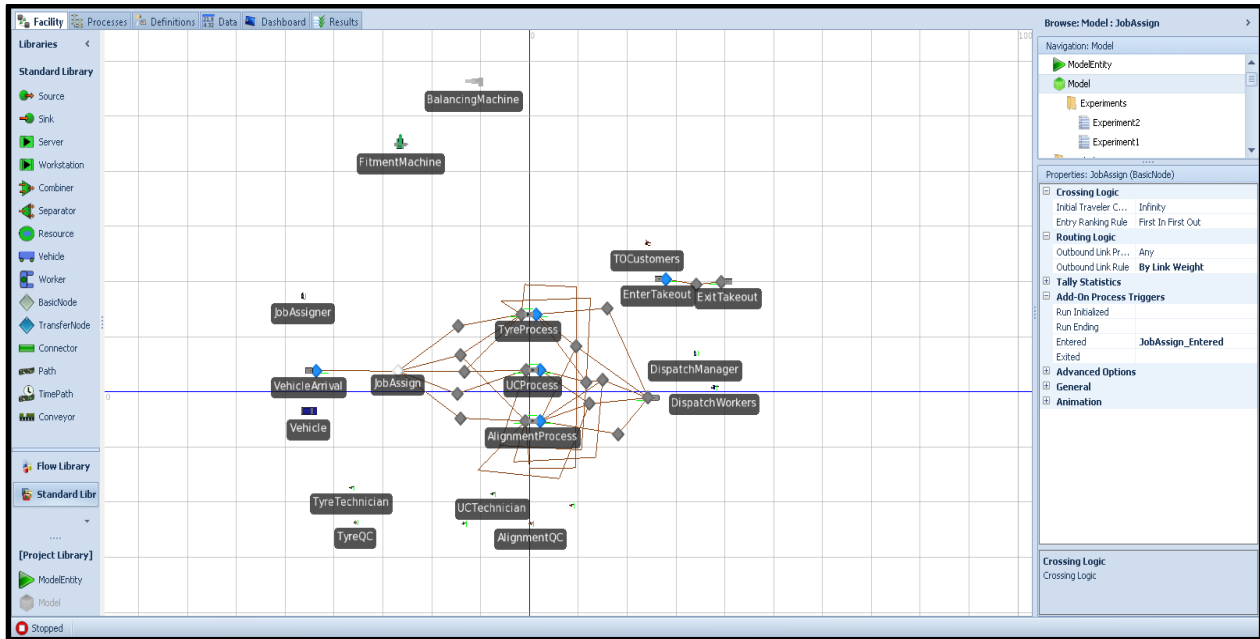 Facility Processes Definitions Data Dashboard Results
Libraries <
Standard Library
Source
Sink
Server
Workstation
Combiner
Separator
Resource
Vehicle
Worker
BasicNode
TransferNode
Connector
Path
TimePath
Conveyor
Flow Library
Standard Libr
[Project Library]
ModelEntity
Model
Stopped
0
100
0
BalancingMachine
FitmentMachine
TOCustomers
EnterTakeout ExitTakeout
JobAssigner
TyreProcess
DispatchManager
VehicleArrival JobAssign UCProcess
DispatchWorkers
Vehicle
AlignmentProcess
TyreTechnician UCTechnician
TyreQC AlignmentQC
Browse: Model : JobAssign >
Navigation: Model
ModelEntity
Model
Experiments
Experiment2
Experiment1
Properties: JobAssign (BasicNode)
Crossing Logic
Initial Traveler C... Infinity
Entry Ranking Rule First In First Out
Routing Logic
Outbound Link Pr... Any
Outbound Link Rule By Link Weight
Tally Statistics
Add-On Process Triggers
Run Initialized
Run Ending
Entered JobAssign_Entered
Exited
Advanced Options
General
Animation
Crossing Logic
Crossing Logic